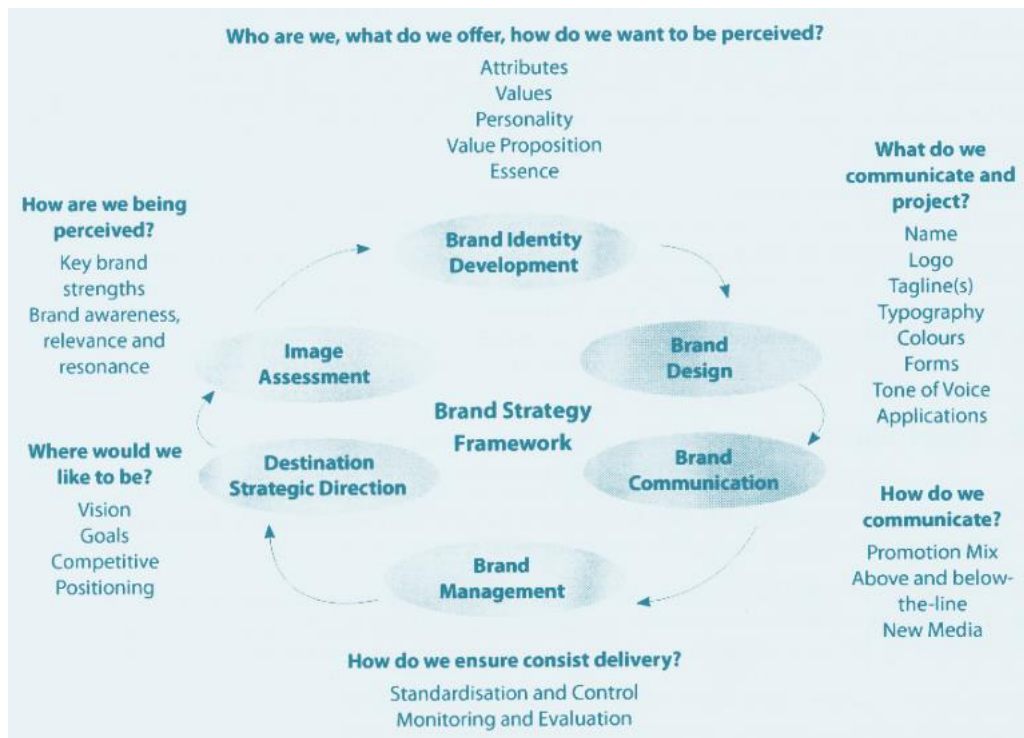 Who are we, what do we offer, how do we want to be perceived?
Attributes
Values
Personality
Value Proposition
Essence
What do we
communicate and
project?
Name
Logo
Tagline(s)
Typography
Colours
Forms
Tone of Voice
Applications
How are we being
perceived?
Key brand
strengths
Brand awareness,
relevance and
resonance
Brand Identity
Development
Image
Assessment
Brand
Design
Brand Strategy
Framework
Where would we
like to be?
Vision
Goals
Competitive
Positioning
Destination
Strategic Direction
Brand
Communication
How do we
communicate?
Promotion Mix
Above and below-
the-line
New Media
Brand
Management
How do we ensure consist delivery?
Standardisation and Control
Monitoring and Evaluation